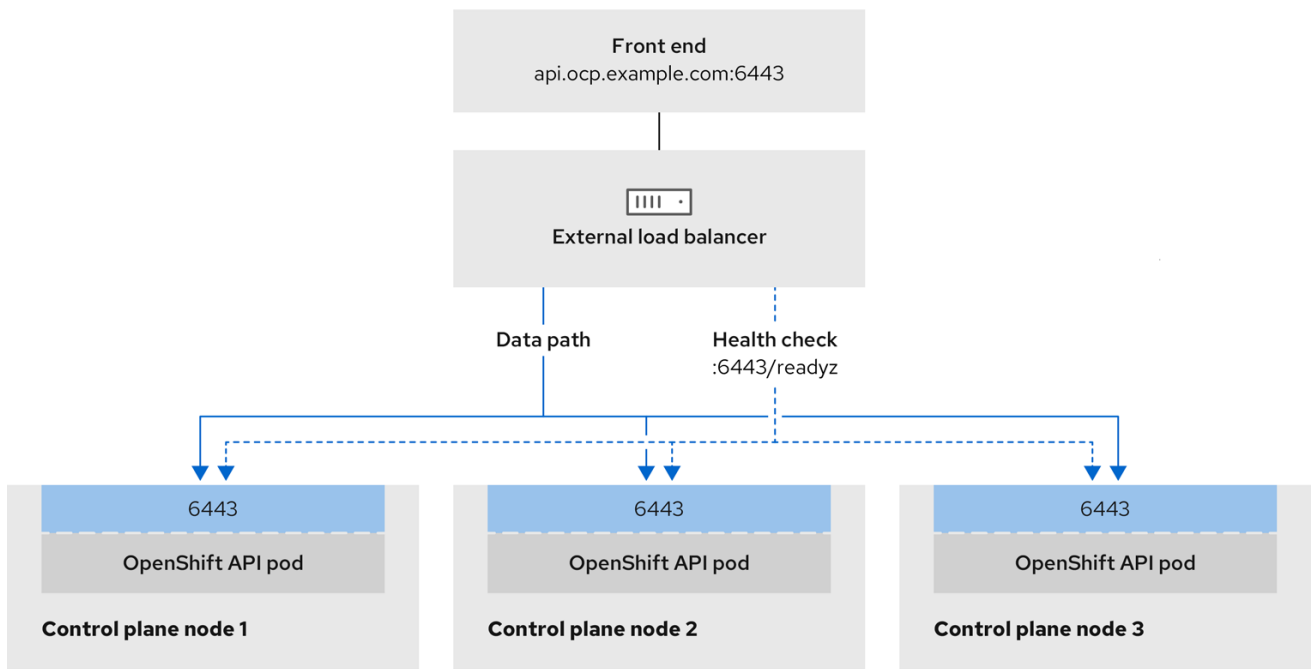 Front end
api.ocp.example.com:6443
External load balancer
Data path
Health check
:6443/readyz
6443
6443
6443
OpenShift API pod
OpenShift API pod
OpenShift API pod
Control plane node 1
Control plane node 2
Control plane node 3